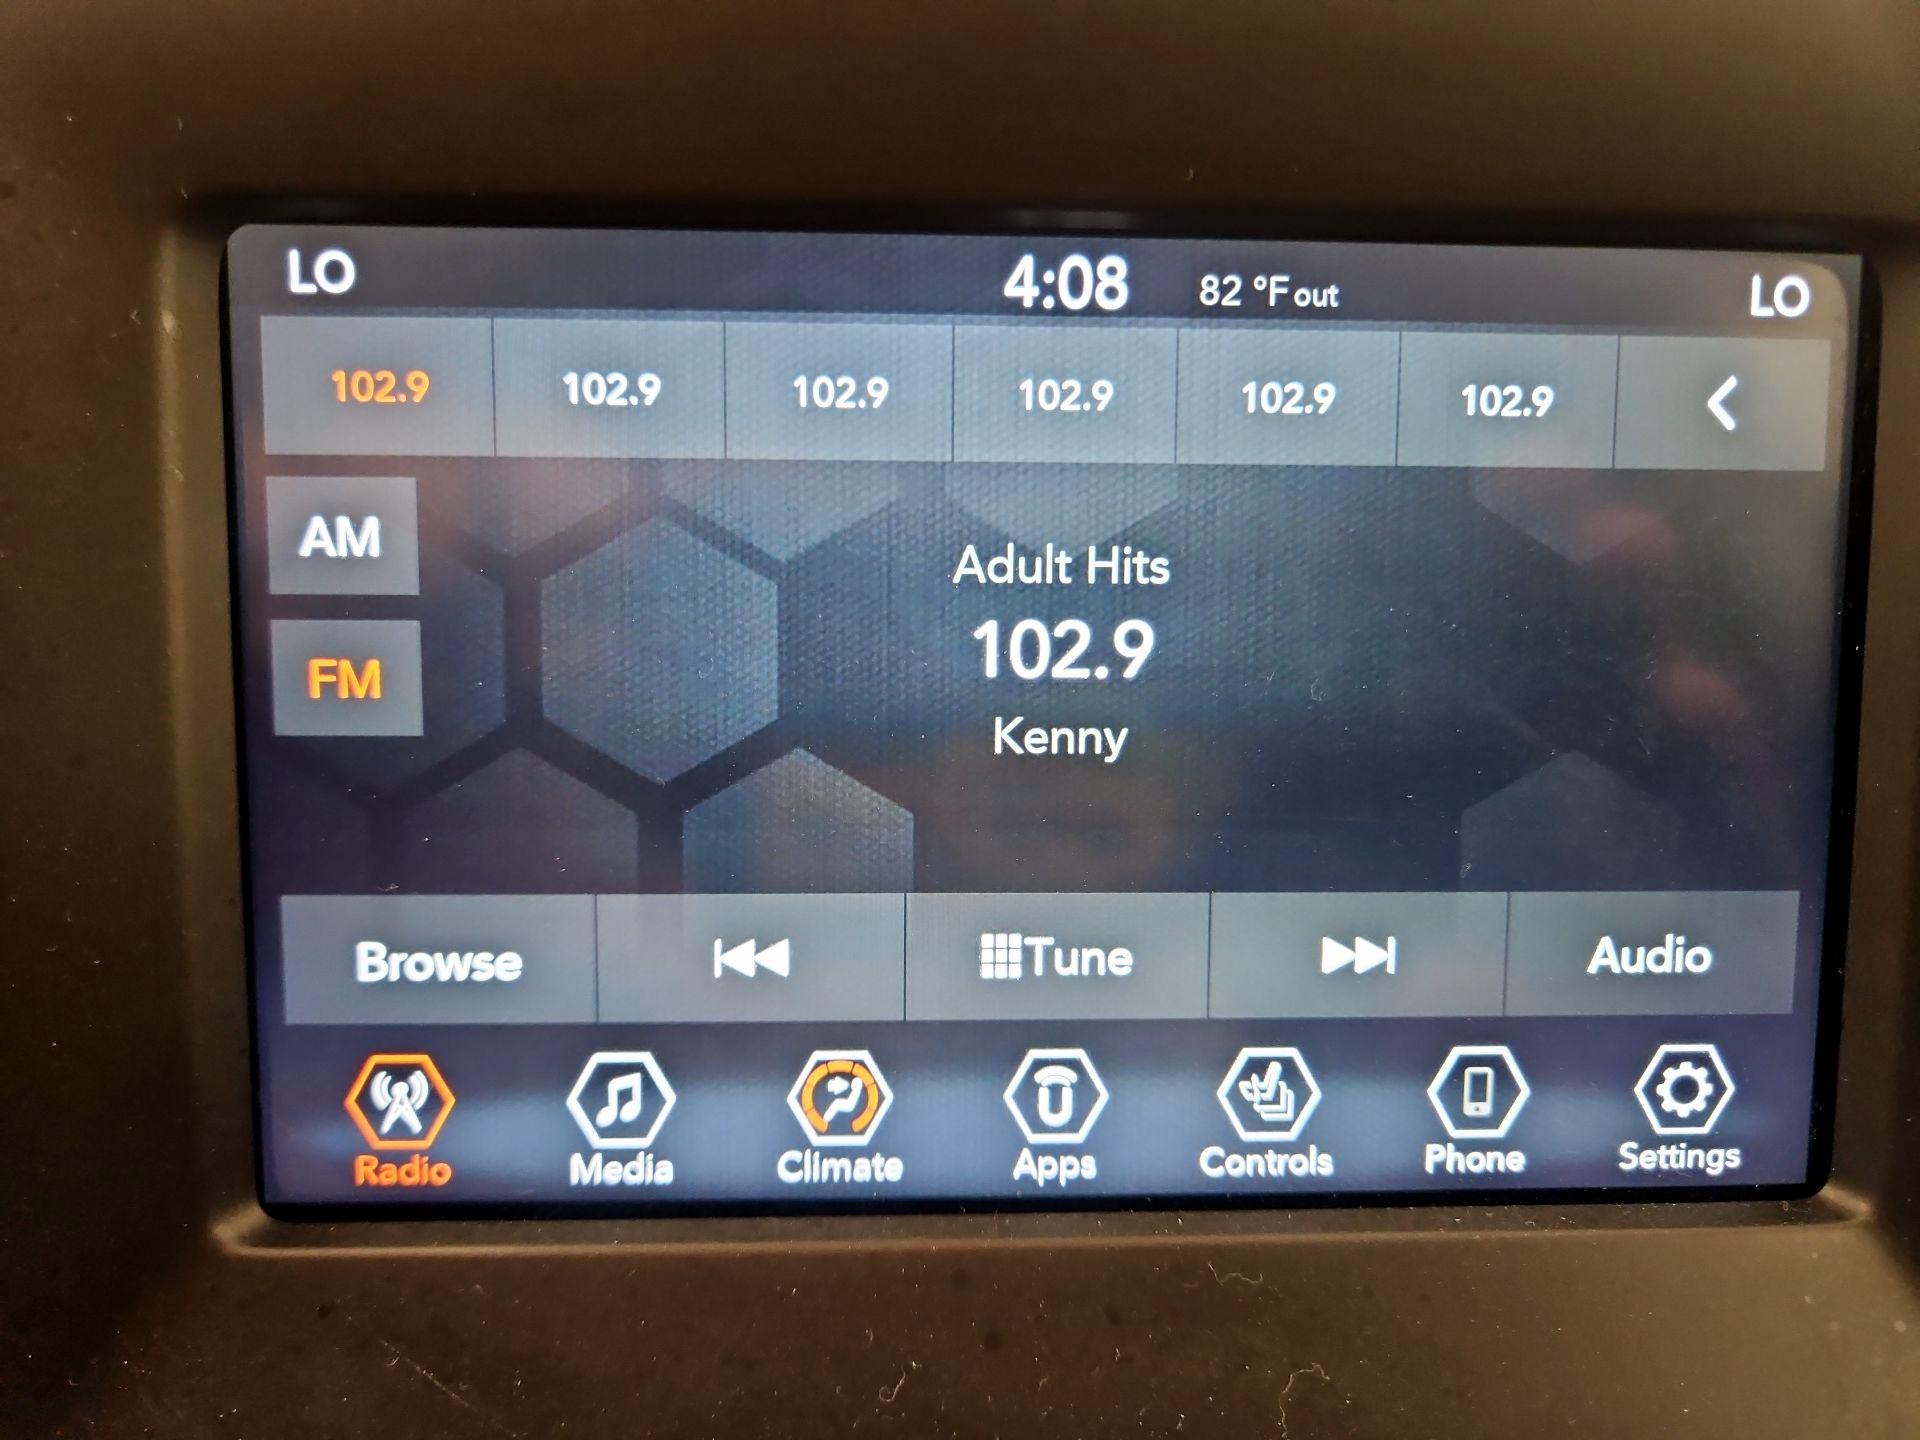 LO 4:08 82 °F out LO
102.9 102.9 102.9 102.9 102.9 102.9
AM
FM
Adult Hits
102.9
Kenny
Browse Tune Audio
Radio Media Climate Apps Controls Phone Settings